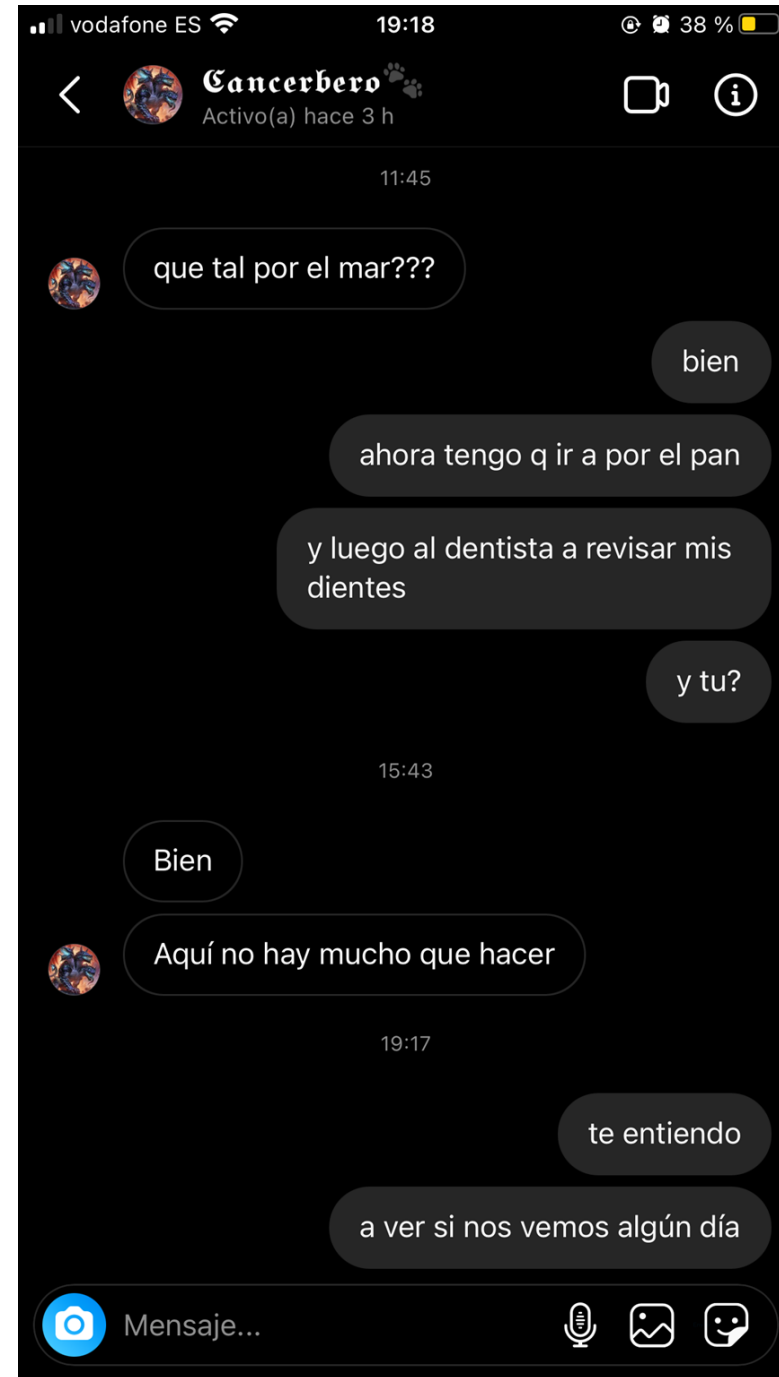 vodafone ES
19:18
38 %
𝕮𝖆𝖓𝖈𝖊𝖗𝖇𝖊𝖗𝖔🐾
Activo(a) hace 3 h
11:45
que tal por el mar???
bien
ahora tengo q ir a por el pan
y luego al dentista a revisar mis
dientes
y tu?
15:43
Bien
Aquí no hay mucho que hacer
19:17
te entiendo
a ver si nos vemos algún día
Mensaje...